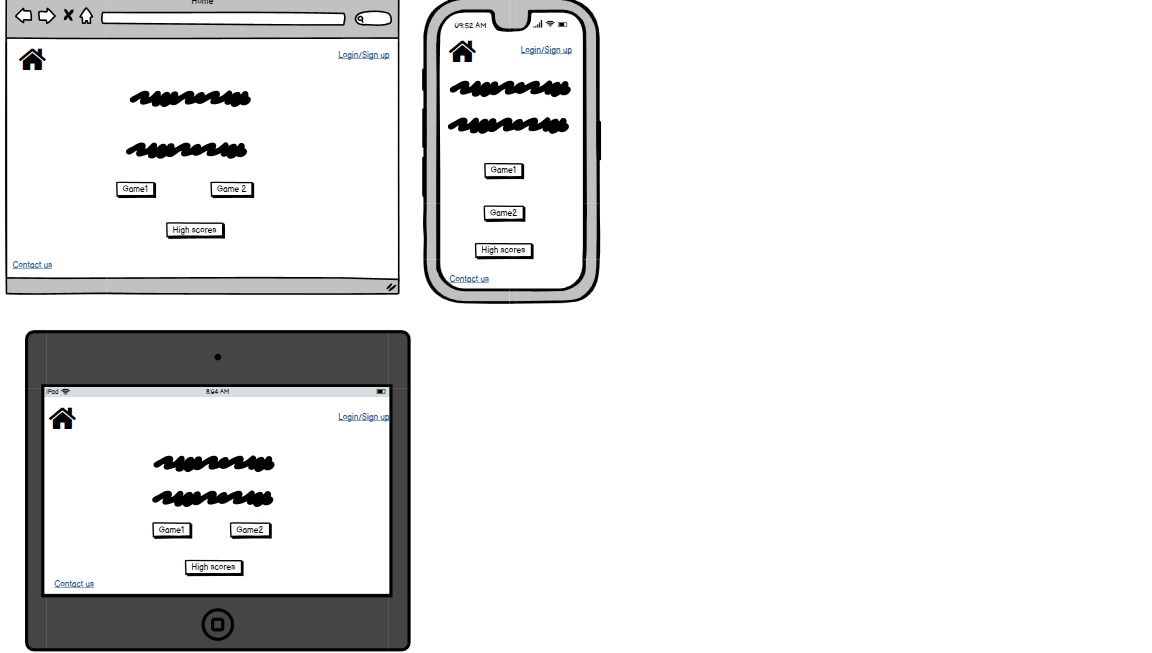 Home
Login/Sign up
Game1
Game 2
High scores
Contact us
09:52 AM
Login/Sign up
Game1
Game2
High scores
Contact us
iPad
8:04 AM
Login/Sign up
Game1
Game2
High scores
Contact us